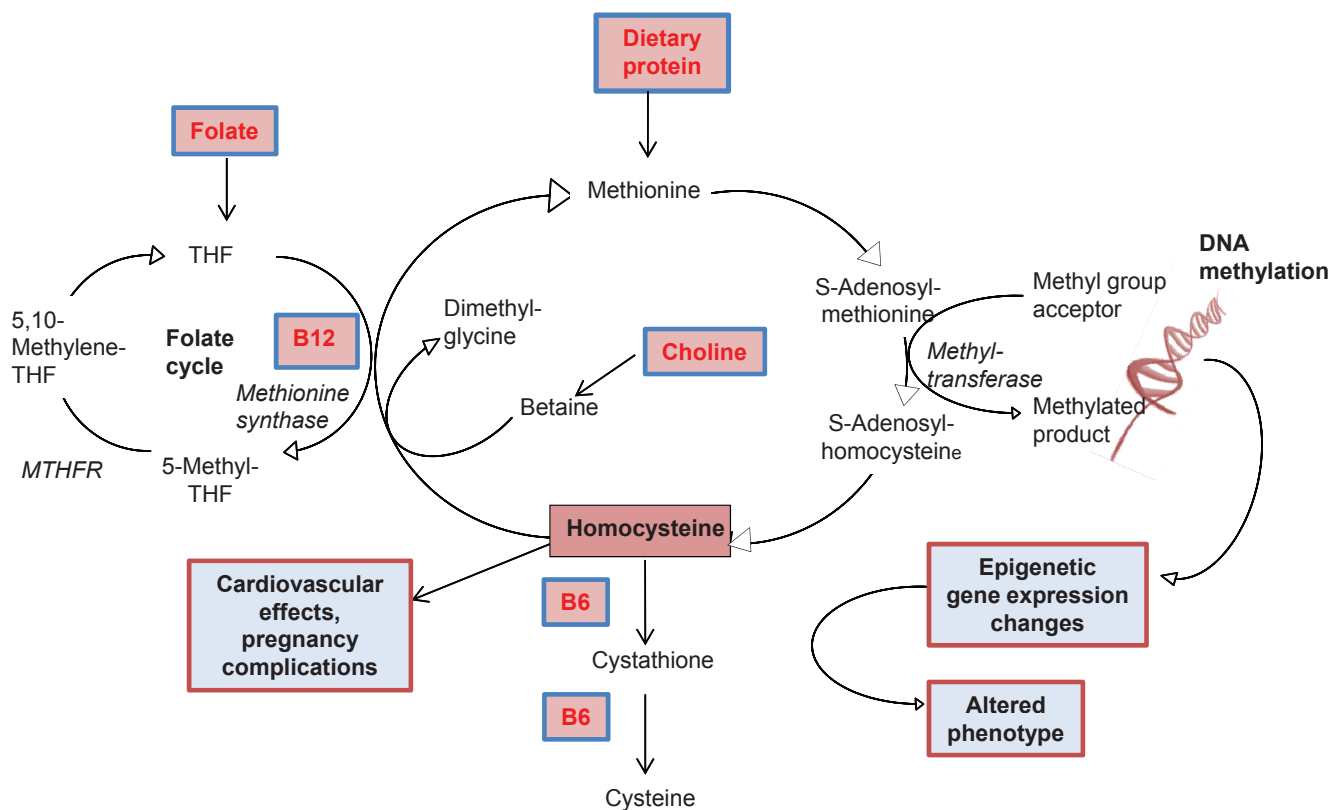 Dietary
protein
Folate
Methionine
THF
DNA
methylation
S-Adenosyl-
methionine
Methyl group
acceptor
5,10-
Methylene-
THF
Folate
cycle
B12
Dimethyl-
glycine
Choline
Methyl-
transferase
Methionine
synthase
Betaine
Methylated
product
S-Adenosyl-
homocysteine
MTHFR
5-Methyl-
THF
Homocysteine
Cardiovascular
effects,
pregnancy
complications
B6
Epigenetic
gene expression
changes
Cystathione
B6
Altered
phenotype
Cysteine